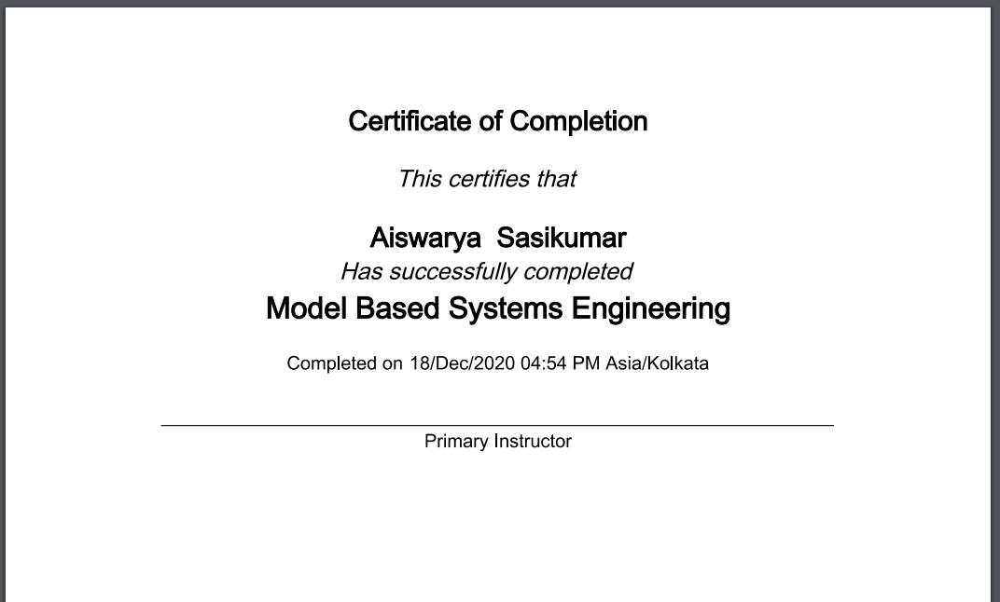 Certificate of Completion
This certifies that
Aiswarya  Sasikumar
Has successfully completed
Model Based Systems Engineering
Completed on 18/Dec/2020 04:54 PM Asia/Kolkata
Primary Instructor